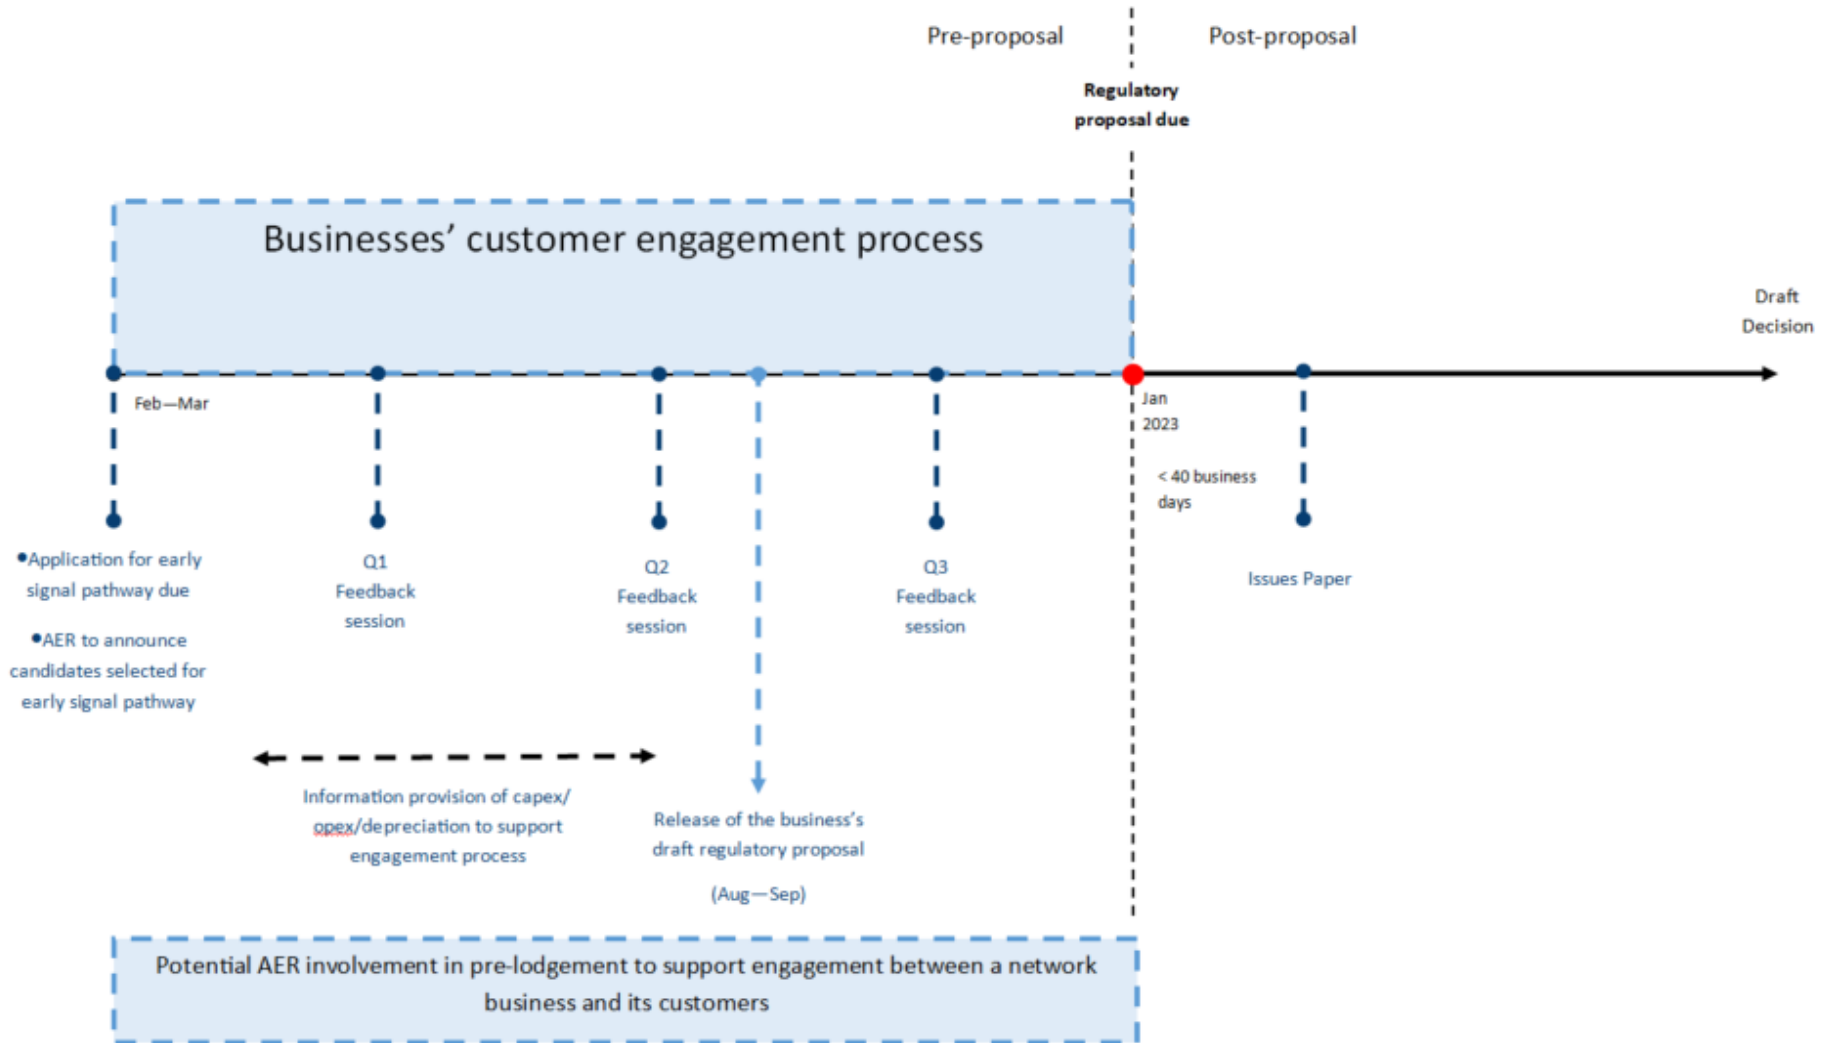 Pre-proposal
Post-proposal
Regulatory
proposal due
Businesses’ customer engagement process
Draft
Decision
Feb—Mar
Jan
2023
< 40 business
days
•Application for early
signal pathway due
•AER to announce
candidates selected for
early signal pathway
Q1
Feedback
session
Q2
Feedback
session
Q3
Feedback
session
Issues Paper
Information provision of capex/
opex/depreciation to support
engagement process
Release of the business’s
draft regulatory proposal
(Aug—Sep)
Potential AER involvement in pre-lodgement to support engagement between a network
business and its customers